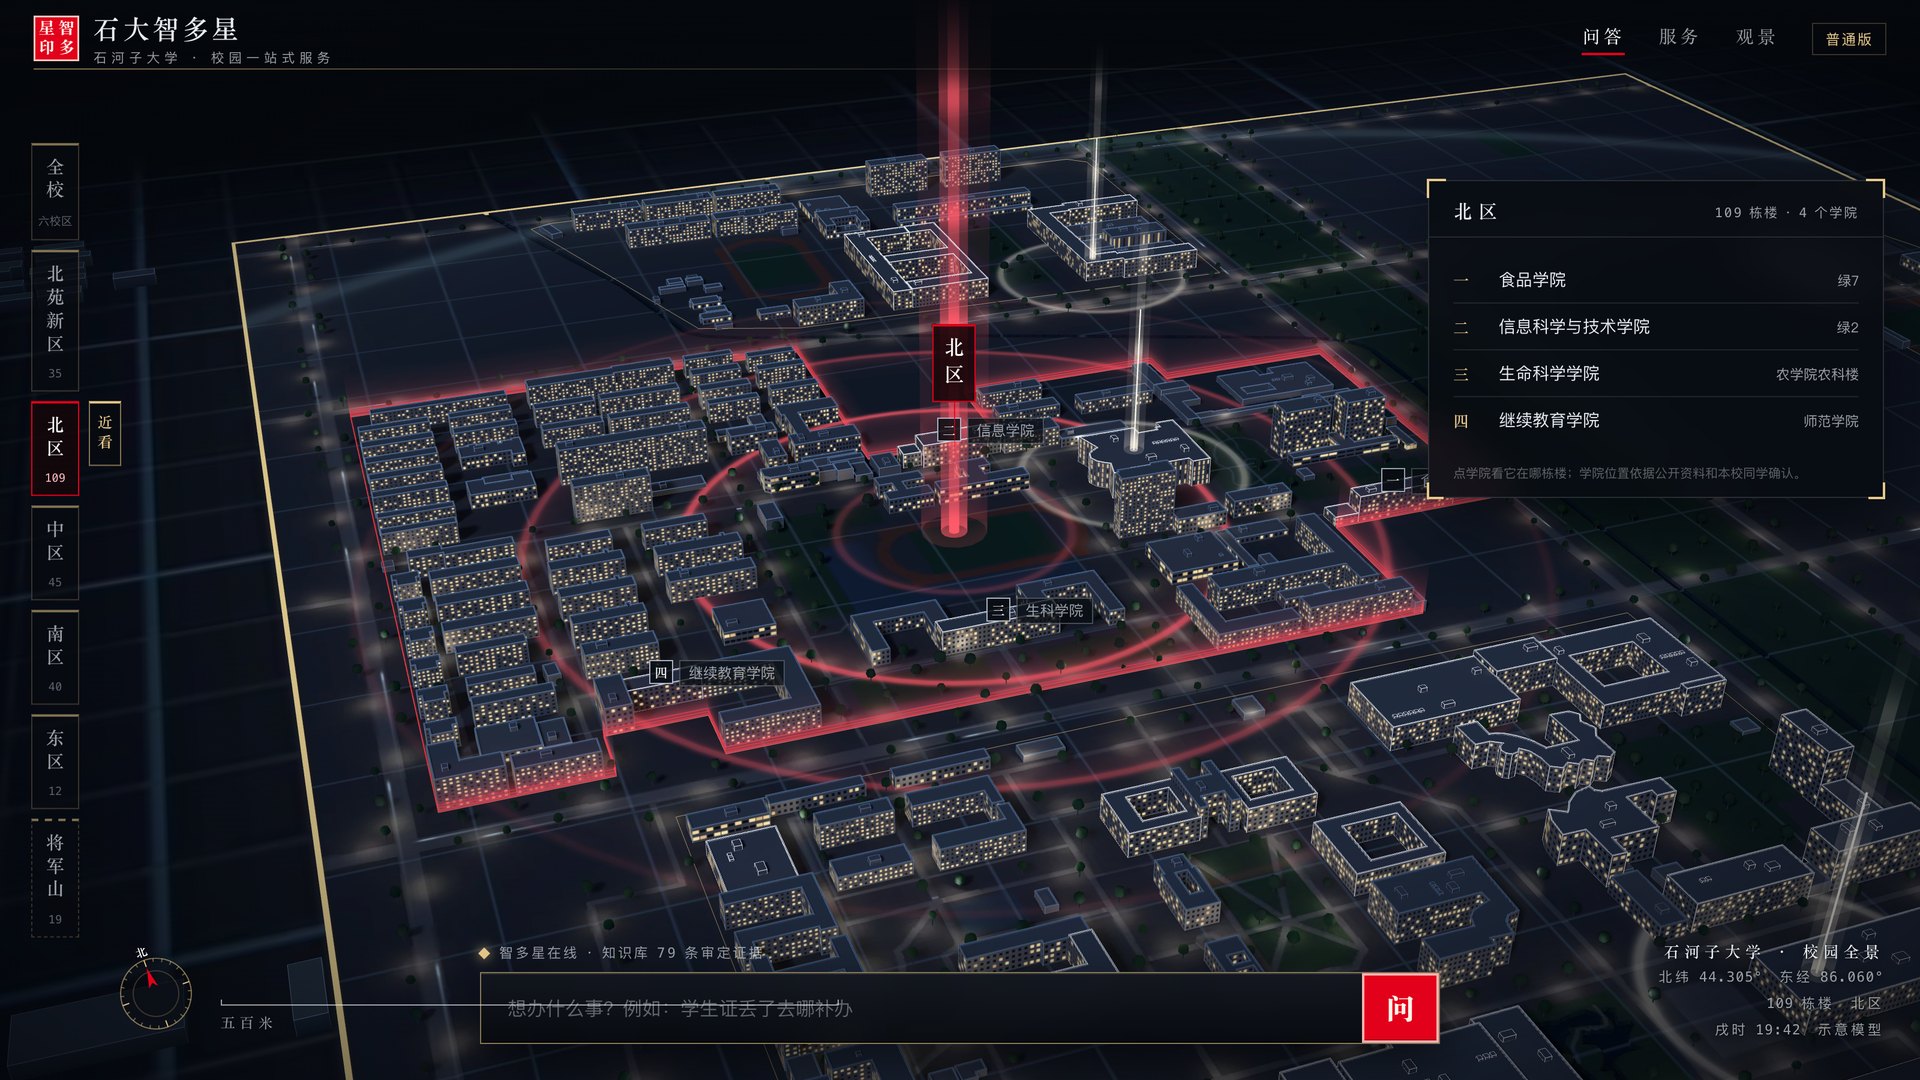 星智
印多
石大智多星
石河子大学 · 校园一站式服务
问答
服务
观景
普通版
全校
六校区
北苑新区
35
北区
109
近看
中区
45
南区
40
东区
12
将军山
19
北区
二 信息学院
一
三 生科学院
四 继续教育学院
北区
109 栋楼 · 4 个学院
一 食品学院 绿7
二 信息科学与技术学院 绿2
三 生命科学学院 农学院农科楼
四 继续教育学院 师范学院
点学院看它在哪栋楼；学院位置依据公开资料和本校同学确认。
北
五百米
智多星在线 · 知识库 79 条审定证据
想办什么事？例如：学生证丢了去哪补办
问
石河子大学 · 校园全景
北纬 44.305° 东经 86.060°
109 栋楼 · 北区
戌时 19:42 示意模型